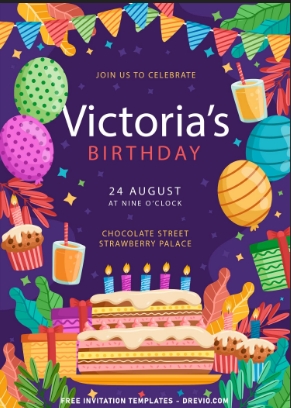 JOIN US TO CELEBRATE
Victoria's
BIRTHDAY
24 AUGUST
AT NINE O'CLOCK
CHOCOLATE STREET
STRAWBERRY PALACE
FREE INVITATION TEMPLATES - DREVIO.COM